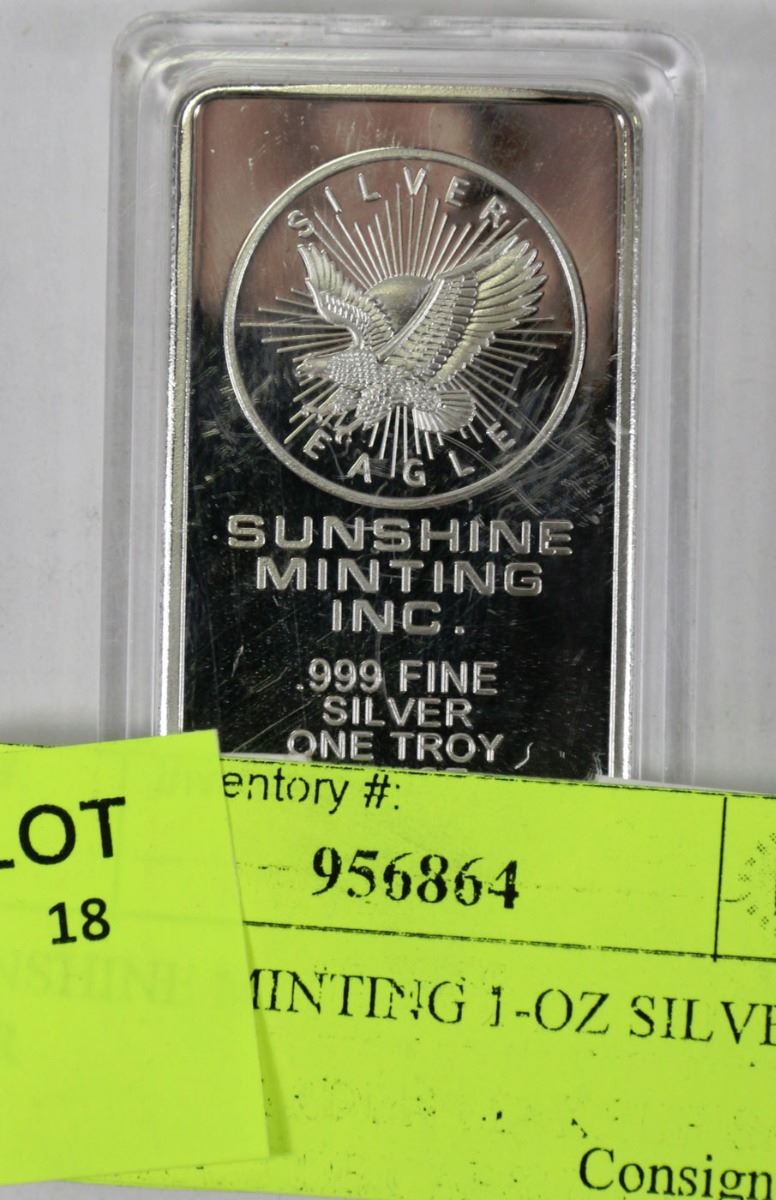 SILVER
EAGLE
SUNSHINE
MINTING
INC.
.999 FINE
SILVER
ONE TROY
LOT
18
entory #:
956864
MINTING 1-OZ SILVE
Consign